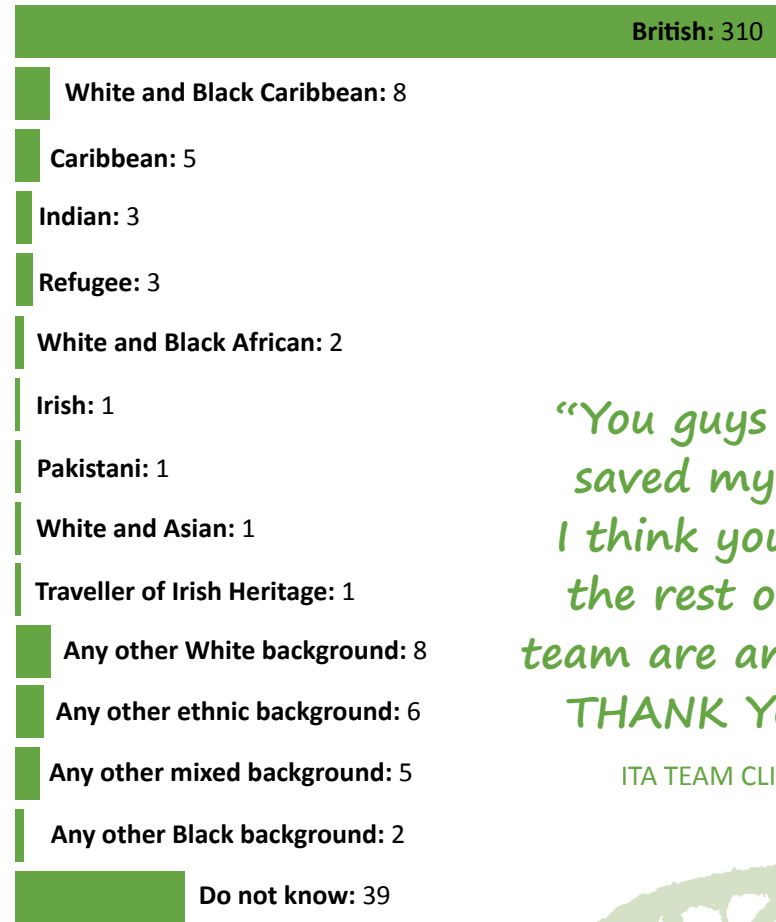 British: 310
White and Black Caribbean: 8
Caribbean: 5
Indian: 3
Refugee: 3
White and Black African: 2
Irish: 1
Pakistani: 1
White and Asian: 1
Traveller of Irish Heritage: 1
Any other White background: 8
Any other ethnic background: 6
Any other mixed background: 5
Any other Black background: 2
Do not know: 39
“You guys
saved my
I think
the rest
team are
THANK
ITA TEAM